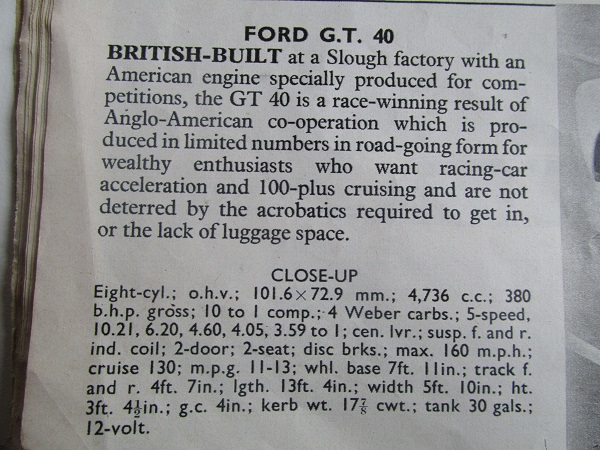 FORD G.T. 40
BRITISH-BUILT at a Slough factory with an
American engine specially produced for com-
petitions, the GT 40 is a race-winning result of
Anglo-American co-operation which is pro-
duced in limited numbers in road-going form for
wealthy enthusiasts who want racing-car
acceleration and 100-plus cruising and are not
deterred by the acrobatics required to get in,
or the lack of luggage space.
CLOSE-UP
Eight-cyl.; o.h.v.; 101.6×72.9 mm.; 4,736 c.c.; 380
b.h.p. gross; 10 to 1 comp.; 4 Weber carbs.; 5-speed,
10.21, 6.20, 4.60, 4.05, 3.59 to 1; cen. lvr.; susp. f. and r.
ind. coil; 2-door; 2-seat; disc brks.; max. 160 m.p.h.;
cruise 130; m.p.g. 11-13; whl. base 7ft. 11in.; track f.
and r. 4ft. 7in.; lgth. 13ft. 4in.; width 5ft. 10in.; ht.
3ft. 4½in.; g.c. 4in.; kerb wt. 17⅞ cwt.; tank 30 gals.;
12-volt.